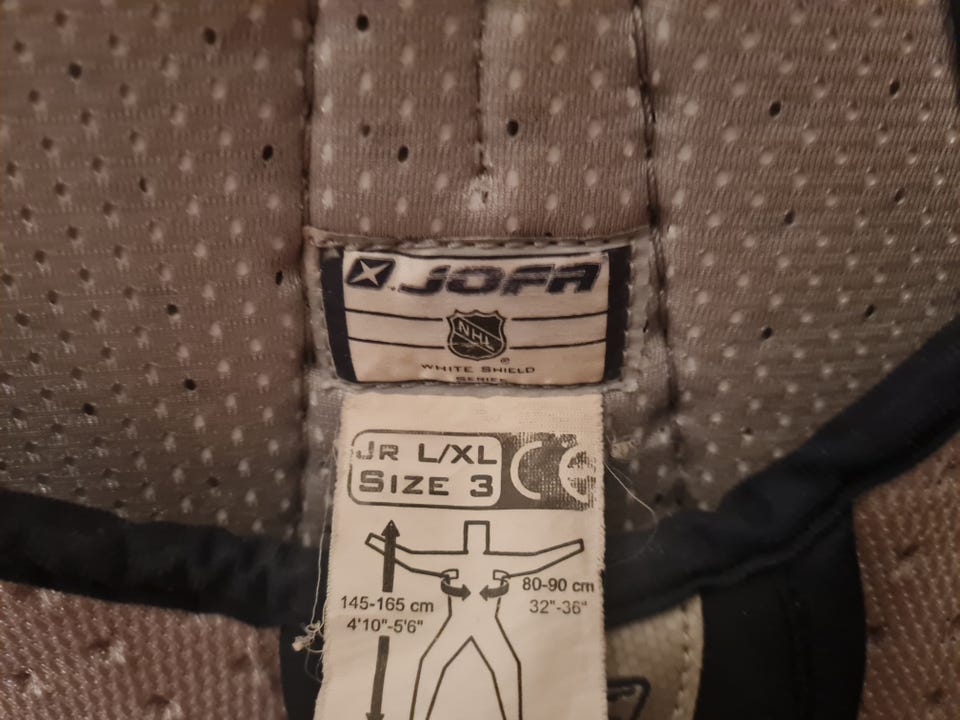 JOFA
NHL
®
WHITE SHIELD
SERIES
JR L/XL
SIZE 3
CE
145-165 cm
4'10"-5'6"
80-90 cm
32"-36"